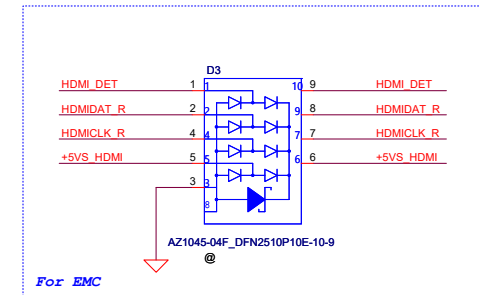 D3
HDMI_DET 1 1 10 9 HDMI_DET
HDMIDAT_R 2 2 9 8 HDMIDAT_R
HDMICLK_R 4 4 7 7 HDMICLK_R
+5VS_HDMI 5 5 6 6 +5VS_HDMI
3 3
8
AZ1045-04F_DFN2510P10E-10-9
@
For EMC